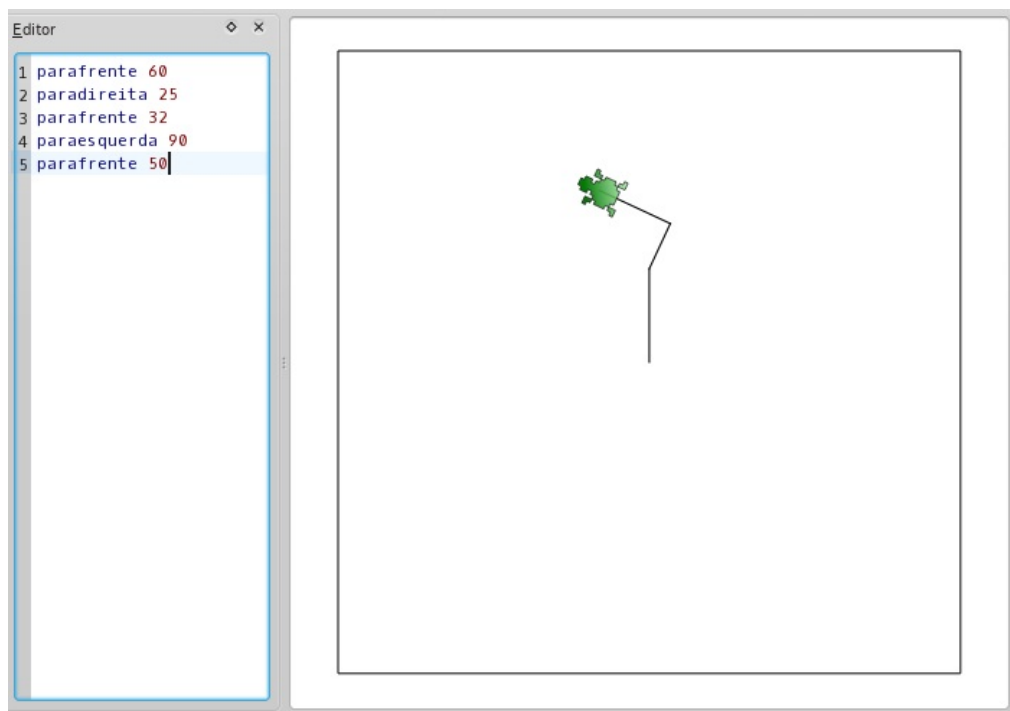 Editor
1 parafrente 60
2 paradireita 25
3 parafrente 32
4 paraesquerda 90
5 parafrente 50